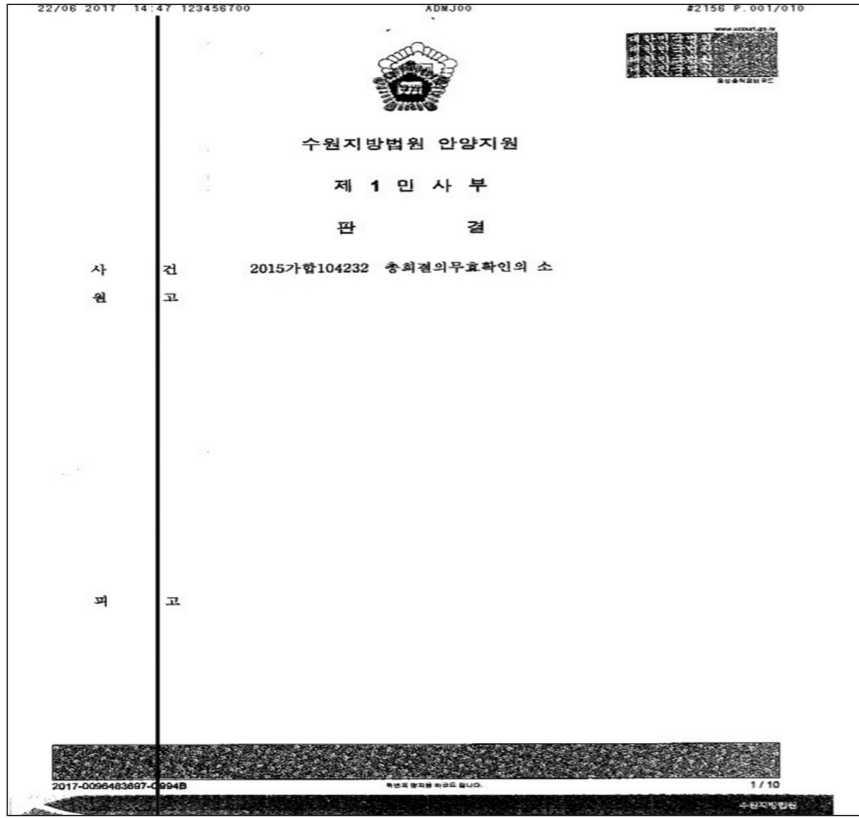 22/06 2017 14:47 123456700 ADMJ00 #2156 P.001/010
수원지방법원 안양지원
제 1 민 사 부
판 결
사 건 2015가합104232 총회결의무효확인의 소
원 고
피 고
2017-0096483697-C994B 1 / 10
수원지방법원